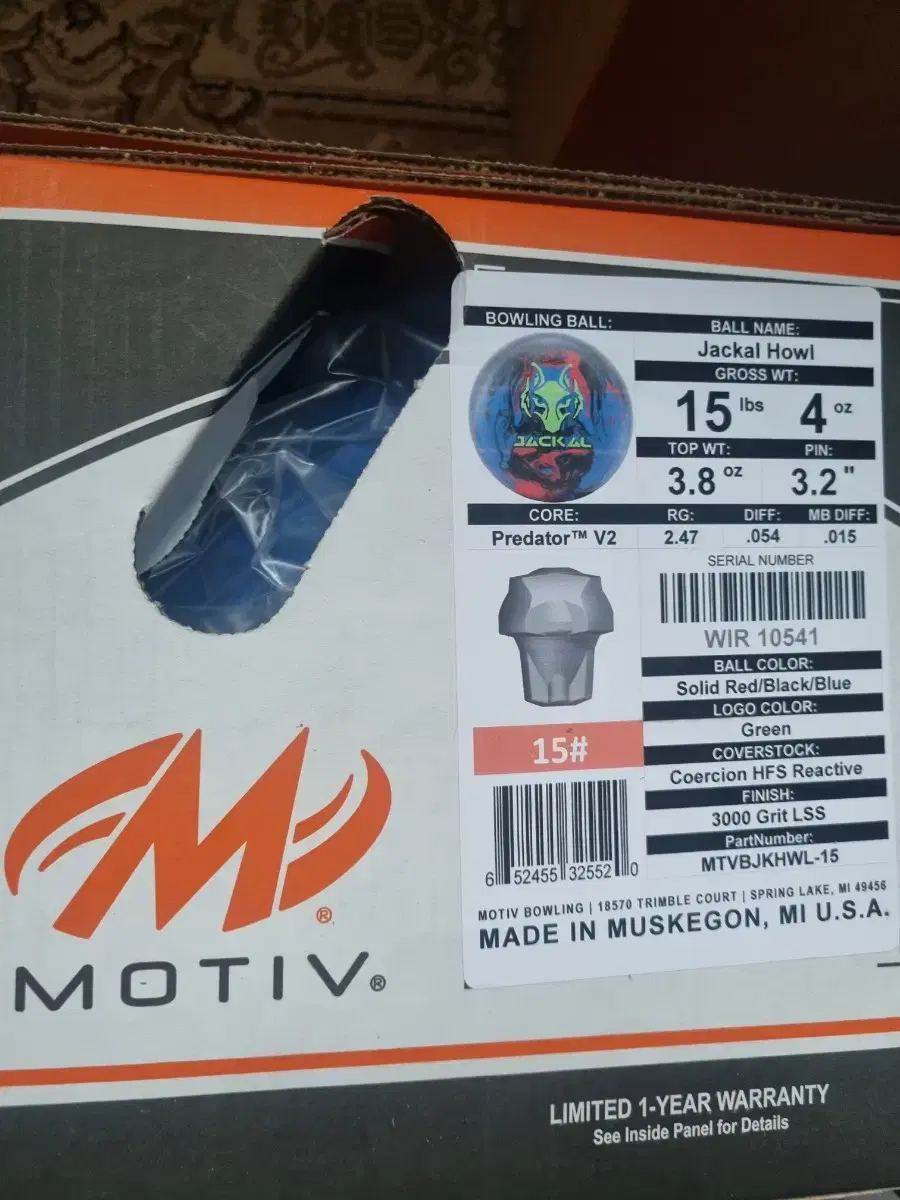 BOWLING BALL:
BALL NAME:
Jackal Howl
GROSS WT:
15 lbs 4 oz
TOP WT: PIN:
3.8 oz 3.2"
JACKAL
CORE: RG: DIFF: MB DIFF:
Predator™ V2 2.47 .054 .015
SERIAL NUMBER
WIR 10541
BALL COLOR:
Solid Red/Black/Blue
LOGO COLOR:
Green
15#
COVERSTOCK:
Coercion HFS Reactive
FINISH:
3000 Grit LSS
PartNumber:
MTVBJKHWL-15
6 52455 32552 0
MOTIV BOWLING | 18570 TRIMBLE COURT | SPRING LAKE, MI 49456
MADE IN MUSKEGON, MI U.S.A.
M®
MOTIV®
LIMITED 1-YEAR WARRANTY
See Inside Panel for Details